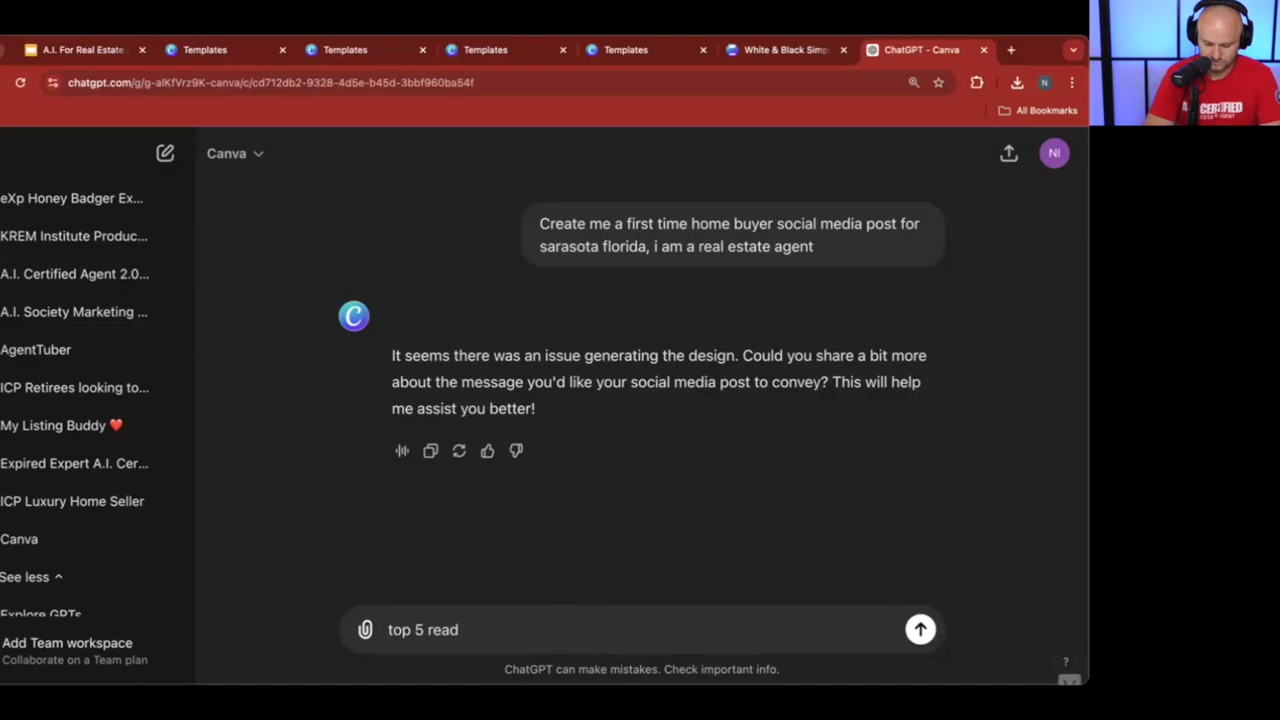 A.I. For Real Estate
Templates
Templates
Templates
Templates
White & Black Simp
ChatGPT - Canva
chatgpt.com/g/g-alKfVrz9K-canva/c/cd712db2-9328-4d5e-b45d-3bbf960ba54f
N
All Bookmarks
Canva
NI
eXp Honey Badger Ex...
KREM Institute Produc...
A.I. Certified Agent 2.0...
A.I. Society Marketing ...
AgentTuber
ICP Retirees looking to...
My Listing Buddy ❤️
Expired Expert A.I. Cer...
ICP Luxury Home Seller
Canva
See less
Explore GPTs
Add Team workspace
Collaborate on a Team plan
Create me a first time home buyer social media post for
sarasota florida, i am a real estate agent
C
It seems there was an issue generating the design. Could you share a bit more
about the message you'd like your social media post to convey? This will help
me assist you better!
top 5 read
ChatGPT can make mistakes. Check important info.
?
CERTIFIED